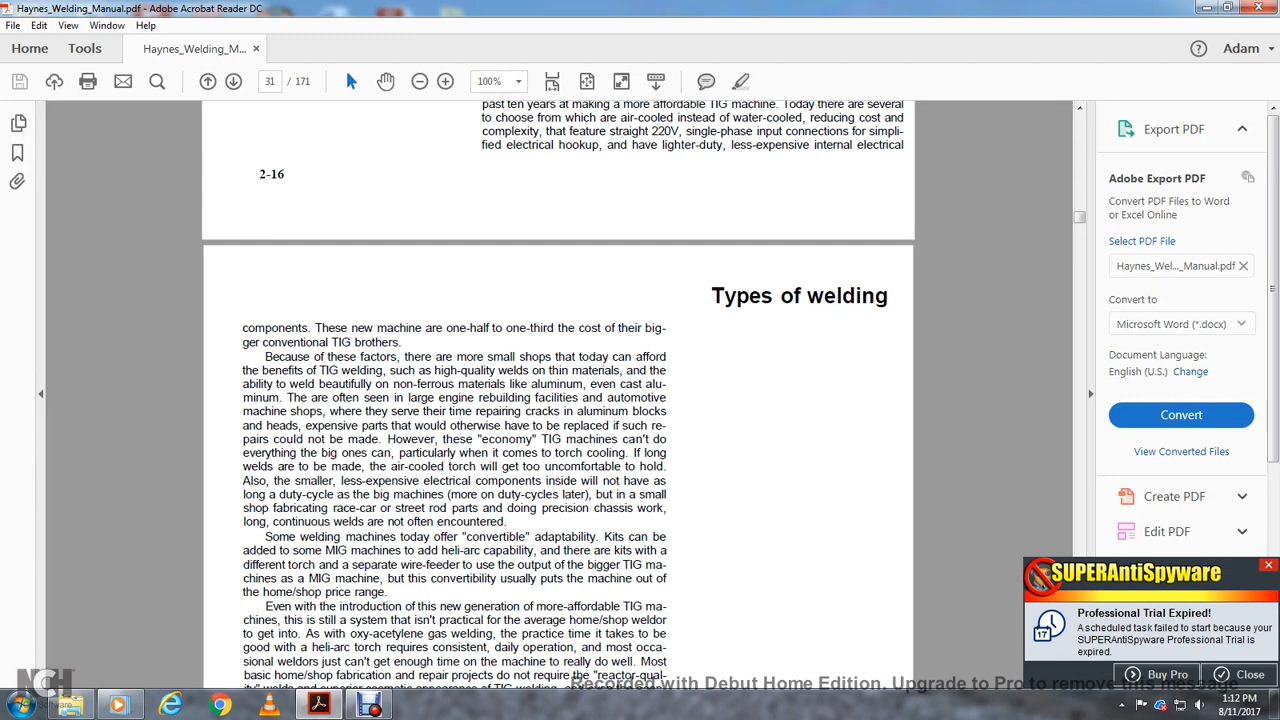 Haynes_Welding_Manual.pdf - Adobe Acrobat Reader DC
File Edit View Window Help
Home Tools Haynes_Welding_M... × Adam
31 / 171 100%
past ten years at making a more affordable TIG machine. Today there are several
to choose from which are air-cooled instead of water-cooled, reducing cost and
complexity, that feature straight 220V, single-phase input connections for simpli-
fied electrical hookup, and have lighter-duty, less-expensive internal electrical
2-16
Types of welding
components. These new machine are one-half to one-third the cost of their big-
ger conventional TIG brothers.
Because of these factors, there are more small shops that today can afford
the benefits of TIG welding, such as high-quality welds on thin materials, and the
ability to weld beautifully on non-ferrous materials like aluminum, even cast alu-
minum. The are often seen in large engine rebuilding facilities and automotive
machine shops, where they serve their time repairing cracks in aluminum blocks
and heads, expensive parts that would otherwise have to be replaced if such re-
pairs could not be made. However, these "economy" TIG machines can't do
everything the big ones can, particularly when it comes to torch cooling. If long
welds are to be made, the air-cooled torch will get too uncomfortable to hold.
Also, the smaller, less-expensive electrical components inside will not have as
long a duty-cycle as the big machines (more on duty-cycles later), but in a small
shop fabricating race-car or street rod parts and doing precision chassis work,
long, continuous welds are not often encountered.
Some welding machines today offer "convertible" adaptability. Kits can be
added to some MIG machines to add heli-arc capability, and there are kits with a
different torch and a separate wire-feeder to use the output of the bigger TIG ma-
chines as a MIG machine, but this convertibility usually puts the machine out of
the home/shop price range.
Even with the introduction of this new generation of more-affordable TIG ma-
chines, this is still a system that isn't practical for the average home/shop weldor
to get into. As with oxy-acetylene gas welding, the practice time it takes to be
good with a heli-arc torch requires consistent, daily operation, and most occa-
sional weldors just can't get enough time on the machine to really do well. Most
basic home/shop fabrication and repair projects do not require the "reactor-qual-
Export PDF
Adobe Export PDF
Convert PDF Files to Word
or Excel Online
Select PDF File
Haynes_Wel..._Manual.pdf
Convert to
Microsoft Word (*.docx)
Document Language:
English (U.S.) Change
Convert
View Converted Files
Create PDF
Edit PDF
SUPERAntiSpyware
Professional Trial Expired!
A scheduled task failed to start because your
SUPERAntiSpyware Professional Trial is
expired.
17
Buy Pro Close
Recorded with Debut Home Edition. Upgrade to Pro to remove this message
NCH
Software
1:12 PM
8/11/2017